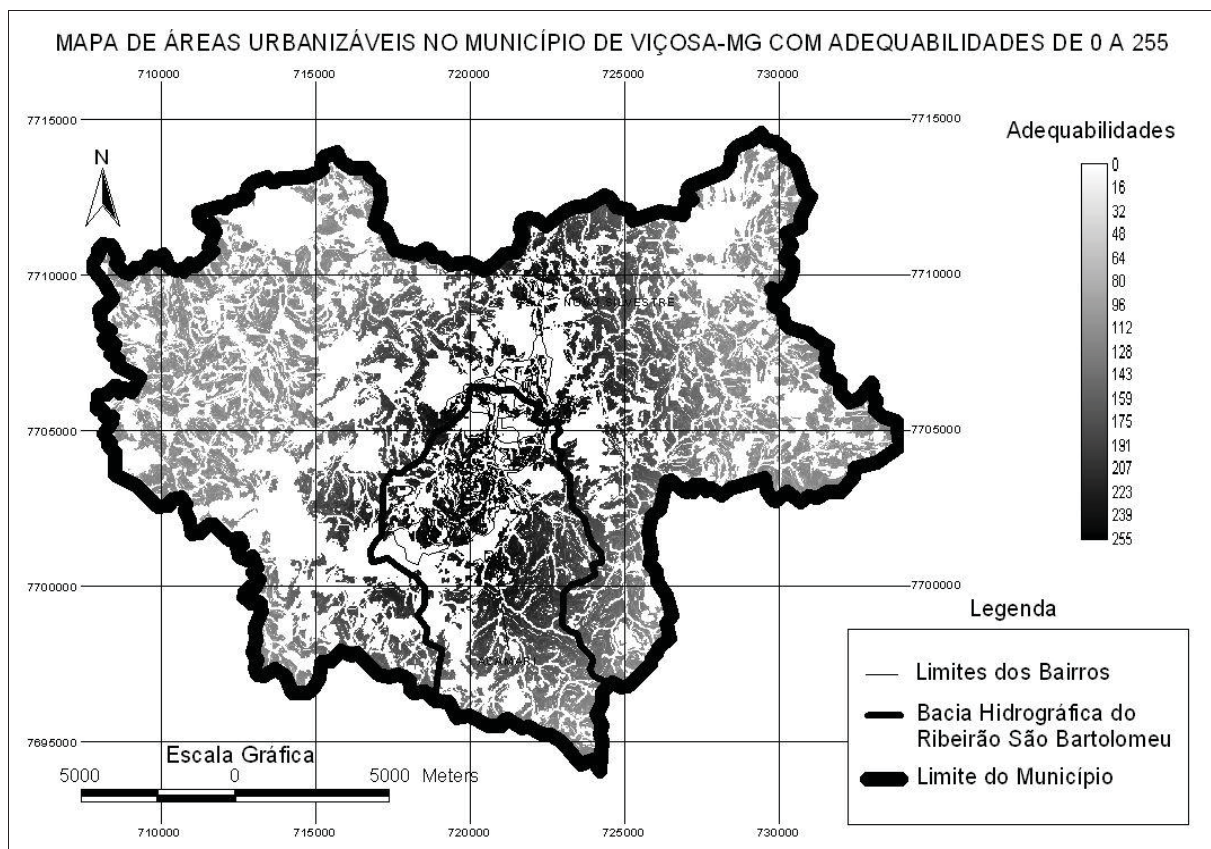 MAPA DE ÁREAS URBANIZÁVEIS NO MUNICÍPIO DE VIÇOSA-MG COM ADEQUABILIDADES DE 0 A 255
710000 715000 720000 725000 730000
7715000 7715000
N
7710000 7710000
NOVO SILVESTRE
7705000 7705000
7700000 7700000
7695000
Adequabilidades
0
16
32
48
64
80
96
112
128
143
159
175
191
207
223
239
255
Escala Gráfica
5000 0 5000 Meters
710000 715000 720000 725000 730000
Legenda
Limites dos Bairros
Bacia Hidrográfica do
Ribeirão São Bartolomeu
Limite do Município